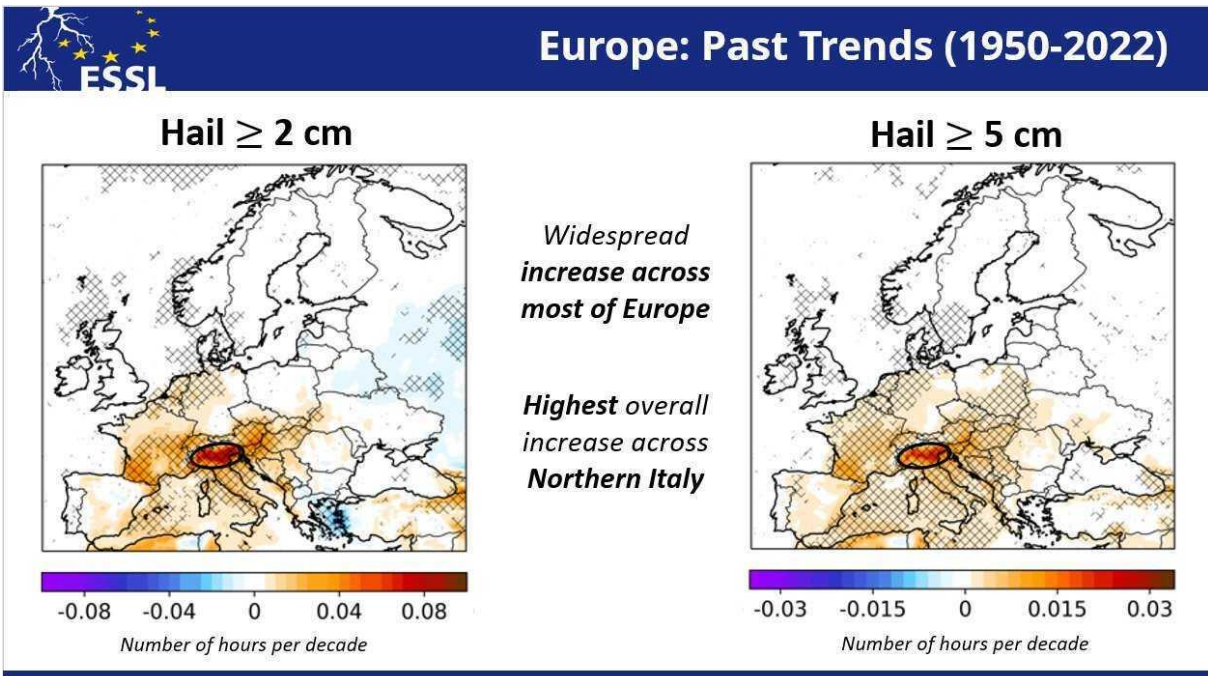 ESSL
Europe: Past Trends (1950-2022)
Hail ≥ 2 cm
Widespread
increase across
most of Europe
Highest overall
increase across
Northern Italy
-0.08 -0.04 0 0.04 0.08
Number of hours per decade
Hail ≥ 5 cm
-0.03 -0.015 0 0.015 0.03
Number of hours per decade